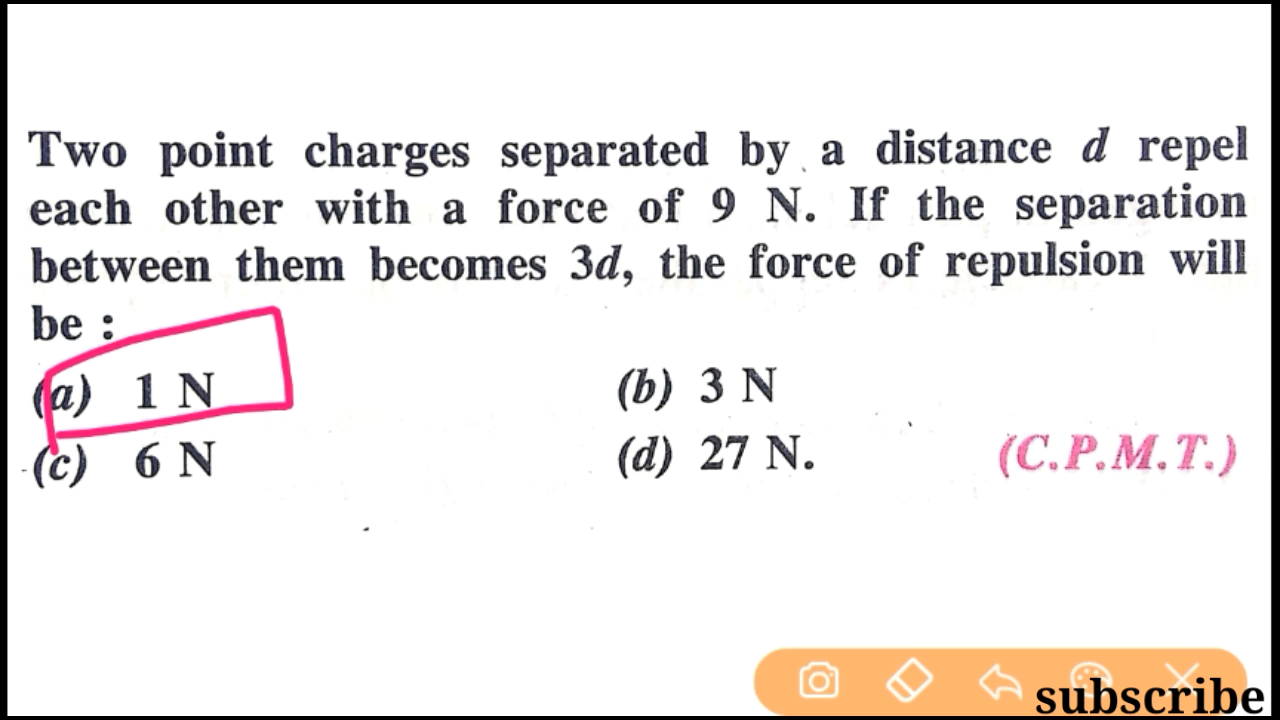 Two point charges separated by a distance d repel
each other with a force of 9 N. If the separation
between them becomes 3d, the force of repulsion will
be :
(a) 1 N (b) 3 N
(c) 6 N (d) 27 N. (C.P.M.T.)
subscribe